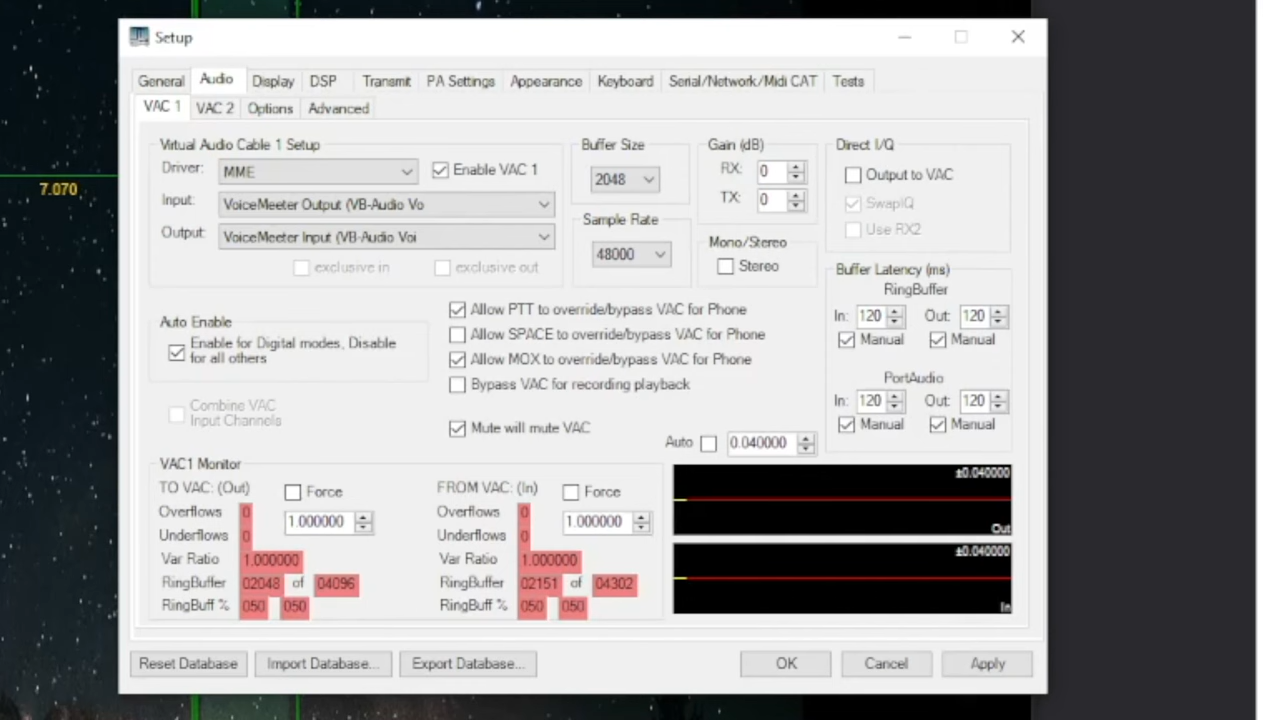 Setup
General Audio Display DSP Transmit PA Settings Appearance Keyboard Serial/Network/Midi CAT Tests
VAC 1 VAC 2 Options Advanced
7.070
Virtual Audio Cable 1 Setup
Driver: MME Enable VAC 1
Input: VoiceMeeter Output (VB-Audio Vo
Output: VoiceMeeter Input (VB-Audio Voi
exclusive in exclusive out
Buffer Size
2048
Sample Rate
48000
Gain (dB)
RX: 0
TX: 0
Mono/Stereo
Stereo
Direct I/Q
Output to VAC
SwapIQ
Use RX2
Buffer Latency (ms)
RingBuffer
In: 120 Out: 120
Manual Manual
PortAudio
In: 120 Out: 120
Manual Manual
Auto Enable
Enable for Digital modes, Disable
for all others
Combine VAC
Input Channels
Allow PTT to override/bypass VAC for Phone
Allow SPACE to override/bypass VAC for Phone
Allow MOX to override/bypass VAC for Phone
Bypass VAC for recording playback
Mute will mute VAC
Auto 0.040000
VAC1 Monitor
TO VAC: (Out) Force
Overflows 0 1.000000
Underflows 0
Var Ratio 1.000000
RingBuffer 02048 of 04096
RingBuff % 050 050
FROM VAC: (In) Force
Overflows 0 1.000000
Underflows 0
Var Ratio 1.000000
RingBuffer 02151 of 04302
RingBuff % 050 050
±0.040000
Out
±0.040000
In
Reset Database Import Database... Export Database... OK Cancel Apply